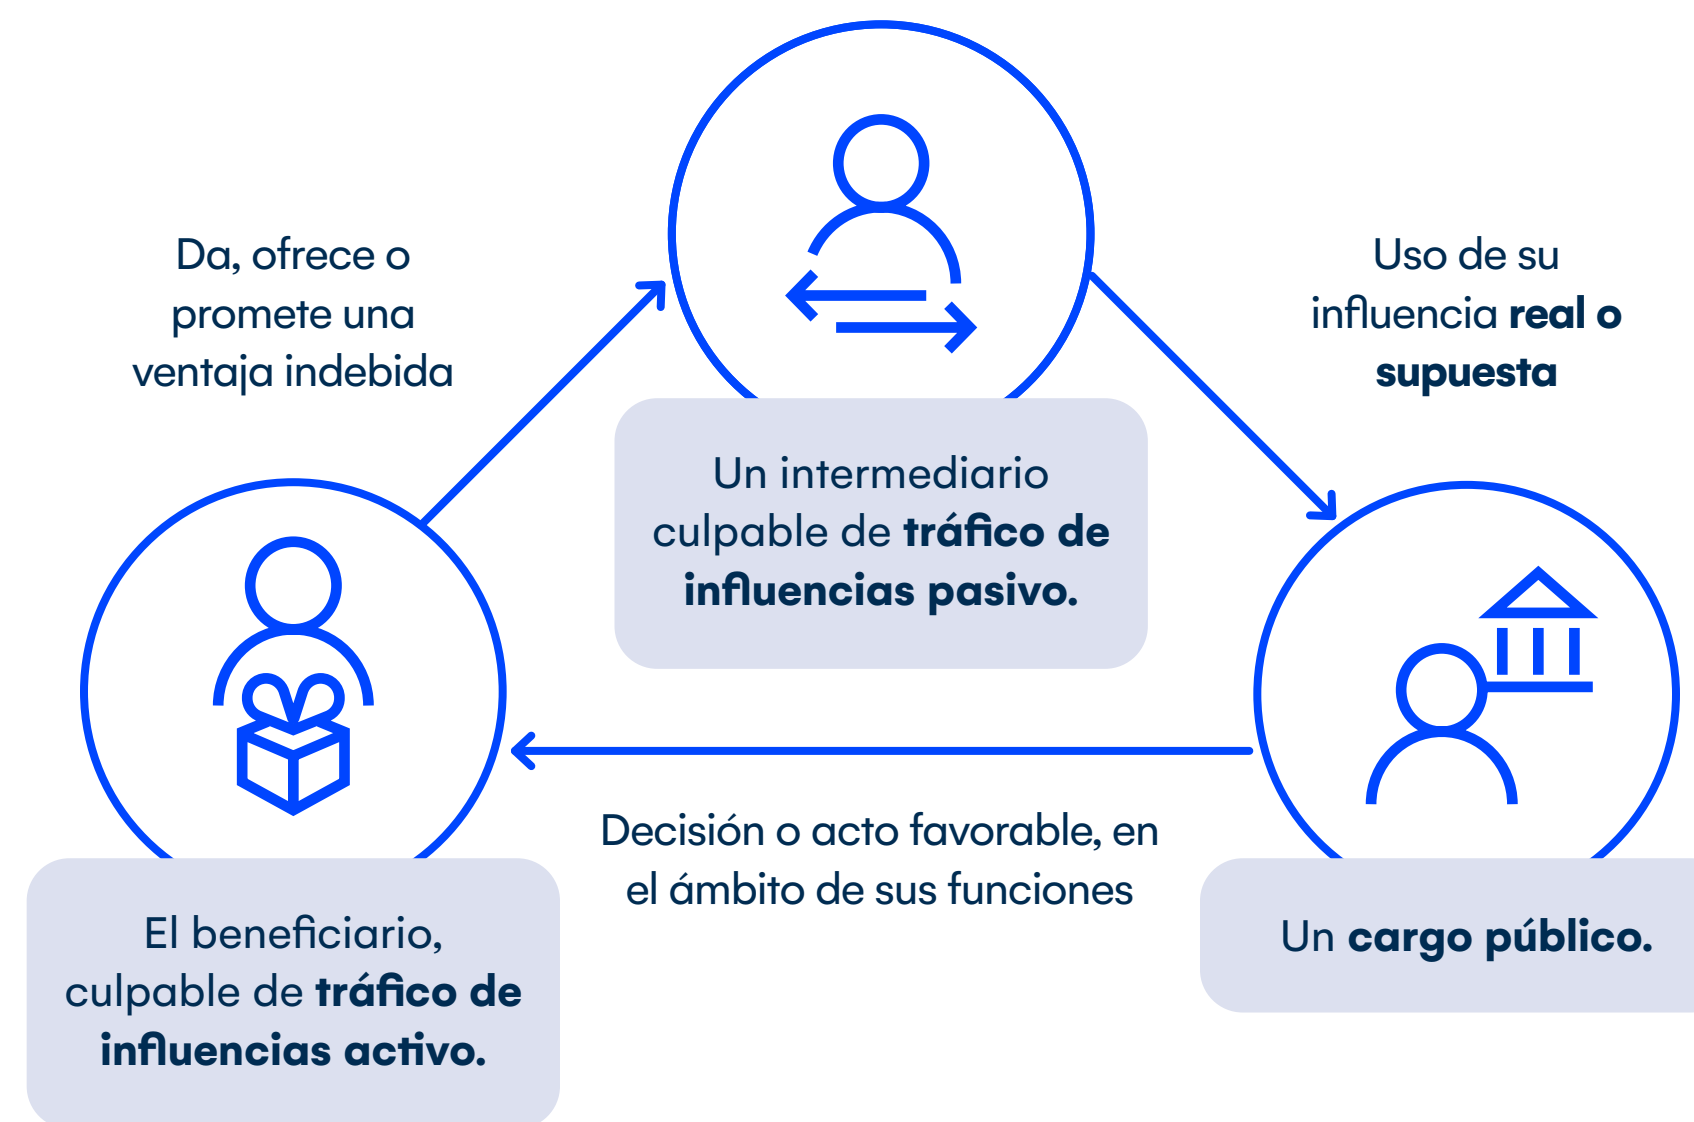 Da, ofrece o
promete una
ventaja indebida
Uso de su
influencia real o
supuesta
Un intermediario
culpable de tráfico de
influencias pasivo.
Decisión o acto favorable, en
el ámbito de sus funciones
El beneficiario,
culpable de tráfico de
influencias activo.
Un cargo público.